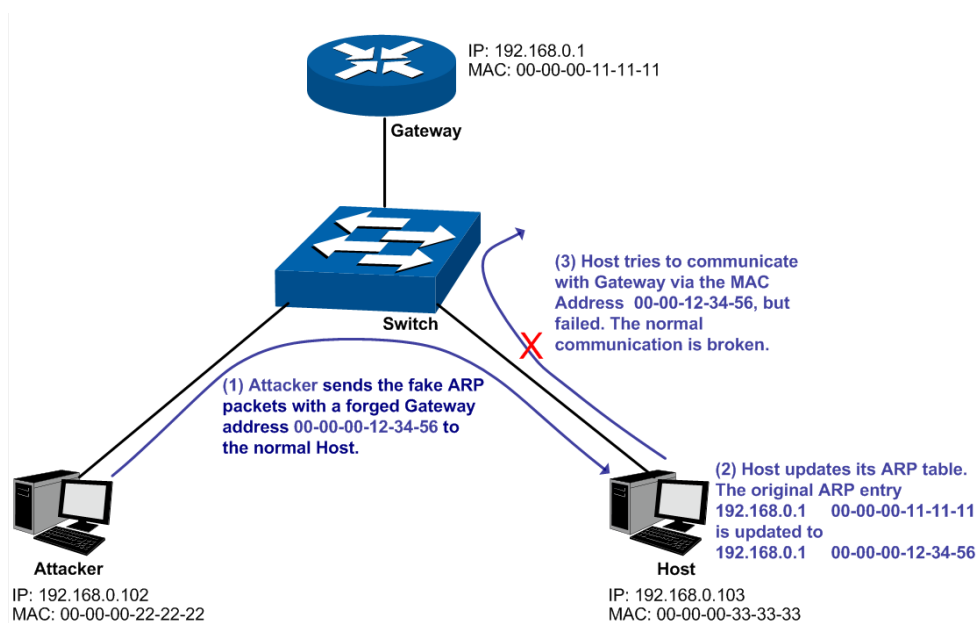 IP: 192.168.0.1
MAC: 00-00-00-11-11-11
Gateway
Switch
(3) Host tries to communicate
with Gateway via the MAC
Address 00-00-12-34-56, but
failed. The normal
communication is broken.
(1) Attacker sends the fake ARP
packets with a forged Gateway
address 00-00-00-12-34-56 to
the normal Host.
(2) Host updates its ARP table.
The original ARP entry
192.168.0.1 00-00-00-11-11-11
is updated to
192.168.0.1 00-00-00-12-34-56
Attacker
IP: 192.168.0.102
MAC: 00-00-00-22-22-22
Host
IP: 192.168.0.103
MAC: 00-00-00-33-33-33